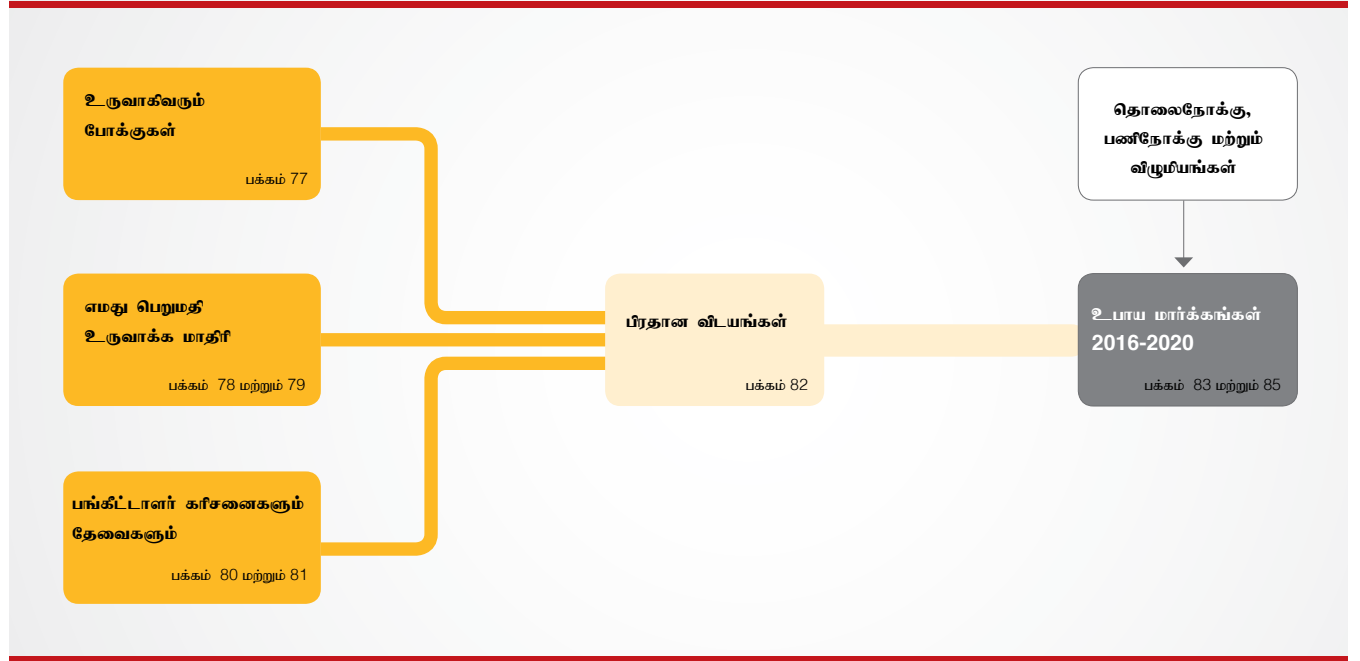 உருவாகிவரும்
போக்குகள்
பக்கம் 77
எமது பெறுமதி
உருவாக்க மாதிரி
பக்கம் 78 மற்றும் 79
பங்கீட்டாளர் கரிசனைகளும்
தேவைகளும்
பக்கம் 80 மற்றும் 81
பிரதான விடயங்கள்
பக்கம் 82
தொலைநோக்கு,
பணிநோக்கு மற்றும்
விழுமியங்கள்
உபாய மார்க்கங்கள்
2016-2020
பக்கம் 83 மற்றும் 85